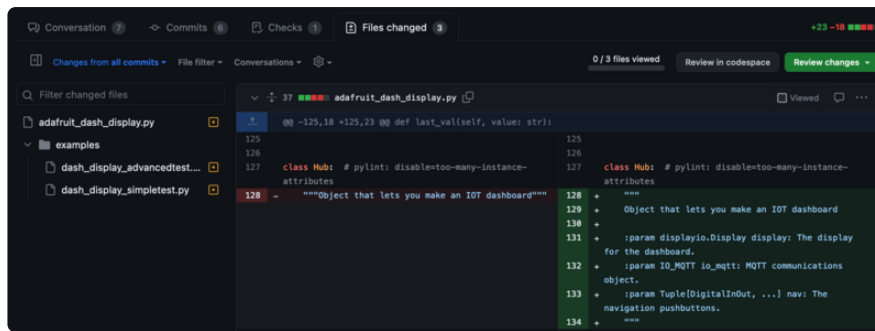 Conversation 7 Commits 6 Checks 1 Files changed 3 +23 −18
Changes from all commits File filter Conversations 0 / 3 files viewed Review in codespace Review changes
Filter changed files
adafruit_dash_display.py
examples
dash_display_advancedtest....
dash_display_simpletest.py
37 adafruit_dash_display.py Viewed ...
@@ -125,18 +125,23 @@ def last_val(self, value: str):
125
126
127 class Hub: # pylint: disable=too-many-instance-
attributes
128 - """Object that lets you make an IOT dashboard"""
125
126
127 class Hub: # pylint: disable=too-many-instance-
attributes
128 + """
129 + Object that lets you make an IOT dashboard
130 +
131 + :param displayio.Display display: The display
for the dashboard.
132 + :param IO_MQTT io_mqtt: MQTT communications
object.
133 + :param Tuple[DigitalInOut, ...] nav: The
navigation pushbuttons.
134 + """